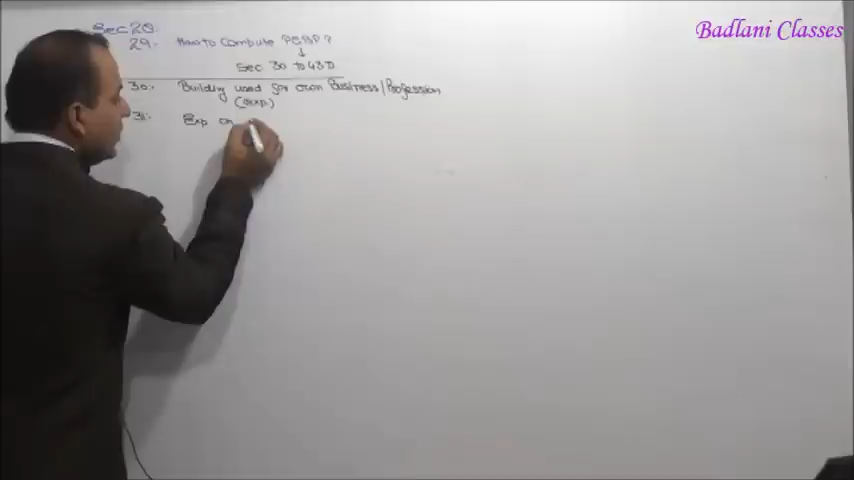 Badlani Classes
Sec 28
29:- How to Compute PGBP?
↓
Sec 30 to 43D
30:- Building used for own Business/Profession
(exp)
31:- Exp on